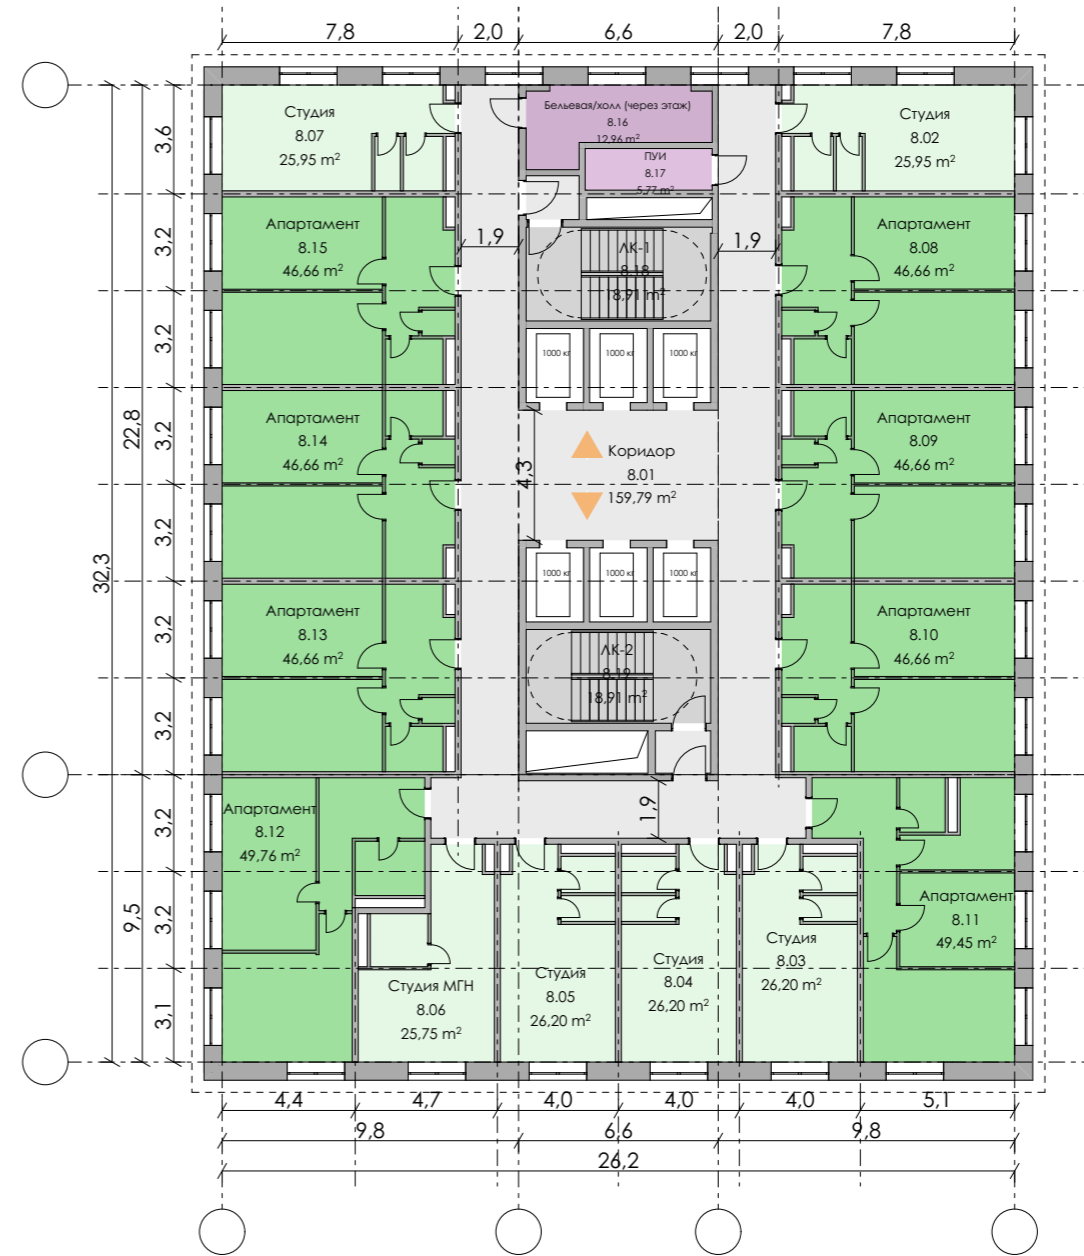 7,8
2,0
6,6
2,0
7,8
Студия
8.07
25,95 m²
Бельевая/холл (через этаж)
8.16
12,96 m²
ПУИ
8.17
5,77 m²
Студия
8.02
25,95 m²
3,6
3,2
3,2
3,2
3,2
3,2
3,2
3,2
3,2
3,1
22,8
9,5
32,3
Апартамент
8.15
46,66 m²
1,9
ЛК-1
8.18
18,91 m²
1,9
Апартамент
8.08
46,66 m²
1000 кг
1000 кг
1000 кг
Апартамент
8.14
46,66 m²
4,3
Коридор
8.01
159,79 m²
Апартамент
8.09
46,66 m²
1000 кг
1000 кг
1000 кг
Апартамент
8.13
46,66 m²
ЛК-2
8.19
18,91 m²
Апартамент
8.10
46,66 m²
Апартамент
8.12
49,76 m²
1,9
Апартамент
8.11
49,45 m²
Студия МГН
8.06
25,75 m²
Студия
8.05
26,20 m²
Студия
8.04
26,20 m²
Студия
8.03
26,20 m²
4,4
4,7
4,0
4,0
4,0
5,1
9,8
6,6
9,8
26,2